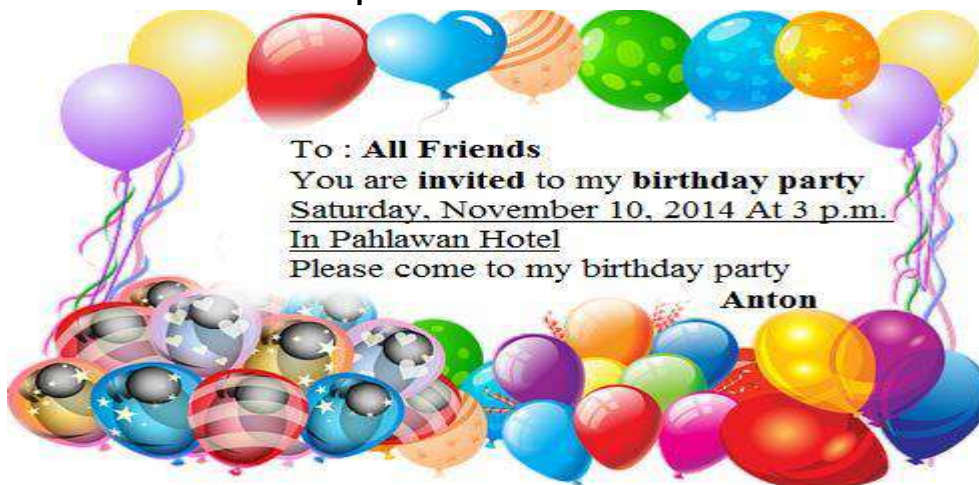 To : All Friends
You are invited to my birthday party
Saturday, November 10, 2014 At 3 p.m.
In Pahlawan Hotel
Please come to my birthday party
Anton